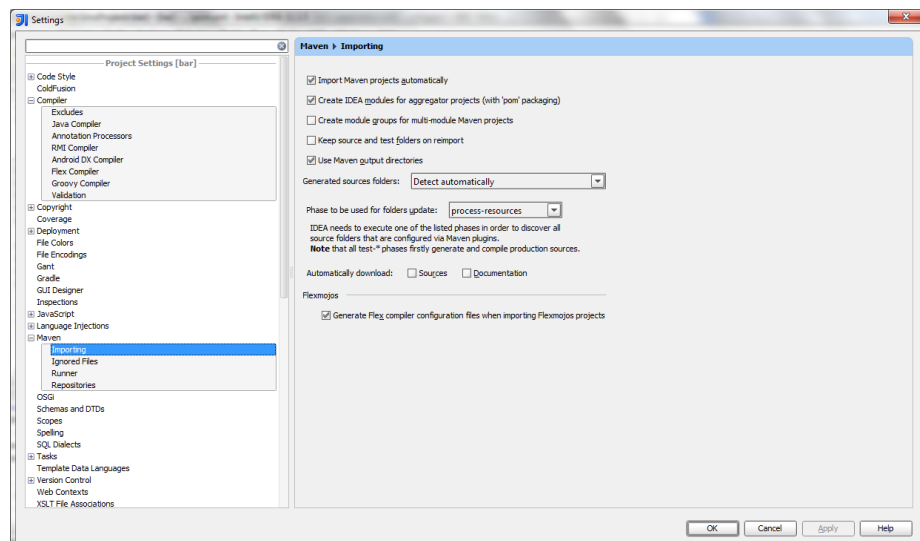 Settings
Project Settings [bar]
Code Style
ColdFusion
Compiler
Excludes
Java Compiler
Annotation Processors
RMI Compiler
Android DX Compiler
Flex Compiler
Groovy Compiler
Validation
Copyright
Coverage
Deployment
File Colors
File Encodings
Gant
Gradle
GUI Designer
Inspections
JavaScript
Language Injections
Maven
Importing
Ignored Files
Runner
Repositories
OSGi
Schemas and DTDs
Scopes
Spelling
SQL Dialects
Tasks
Template Data Languages
Version Control
Web Contexts
XSLT File Associations
Maven Importing
Import Maven projects automatically
Create IDEA modules for aggregator projects (with 'pom' packaging)
Create module groups for multi-module Maven projects
Keep source and test folders on reimport
Use Maven output directories
Generated sources folders: Detect automatically
Phase to be used for folders update: process-resources
IDEA needs to execute one of the listed phases in order to discover all
source folders that are configured via Maven plugins.
Note that all test-* phases firstly generate and compile production sources.
Automatically download: Sources Documentation
Flexmojos
Generate Flex compiler configuration files when importing Flexmojos projects
OK Cancel Apply Help